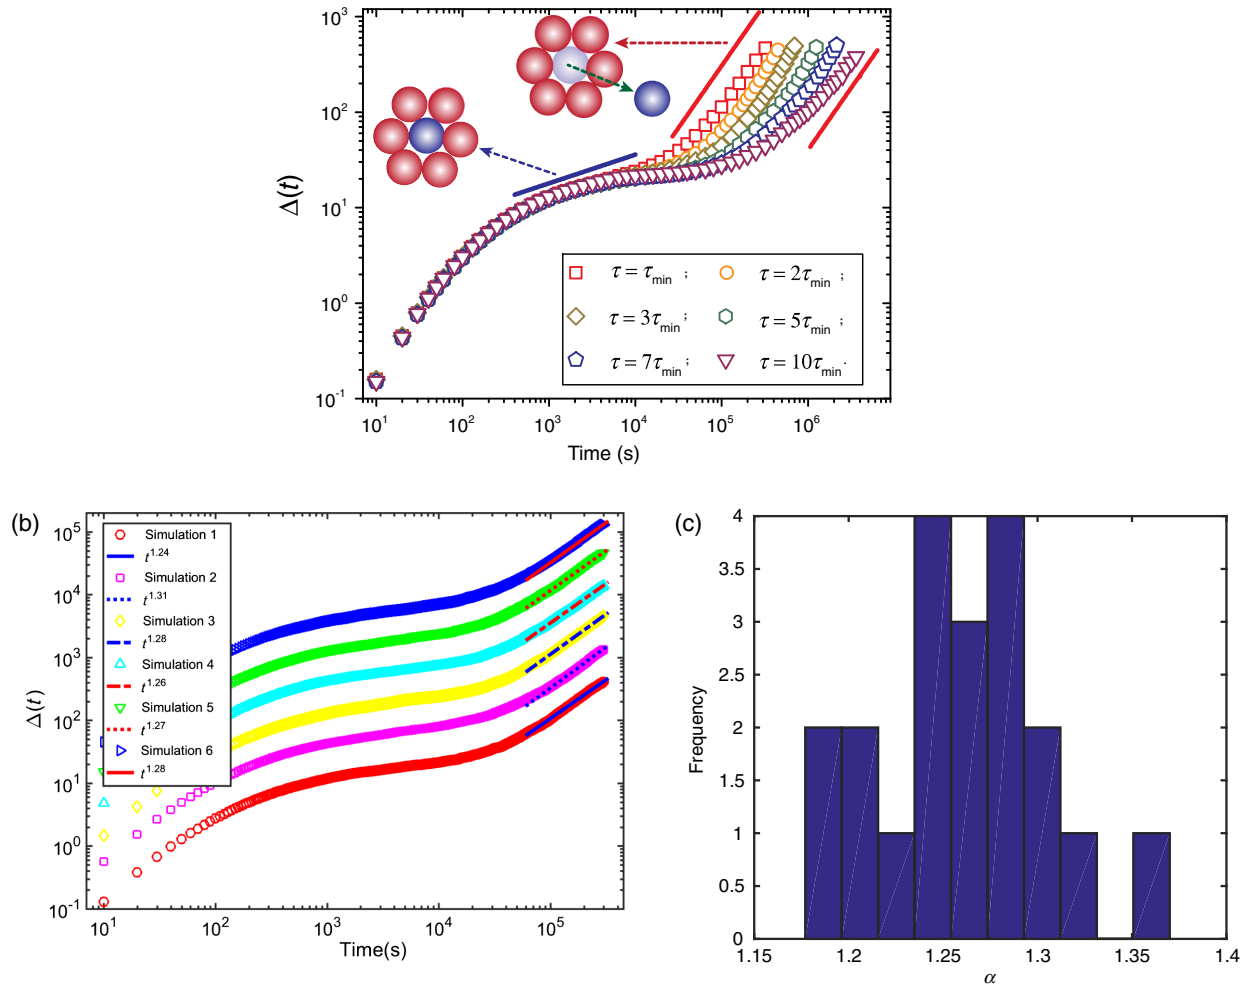 10^3
10^2
10^1
10^0
10^-1
Δ(t)
τ = τ_min ; τ = 2τ_min ;
τ = 3τ_min ; τ = 5τ_min ;
τ = 7τ_min ; τ = 10τ_min .
10^1 10^2 10^3 10^4 10^5 10^6
Time (s)
(b)
10^5
10^4
10^3
10^2
10^1
10^0
10^-1
Δ(t)
Simulation 1
t^1.24
Simulation 2
t^1.31
Simulation 3
t^1.28
Simulation 4
t^1.26
Simulation 5
t^1.27
Simulation 6
t^1.28
10^1 10^2 10^3 10^4 10^5
Time(s)
(c)
4
3.5
3
2.5
2
1.5
1
0.5
0
Frequency
1.15 1.2 1.25 1.3 1.35 1.4
α